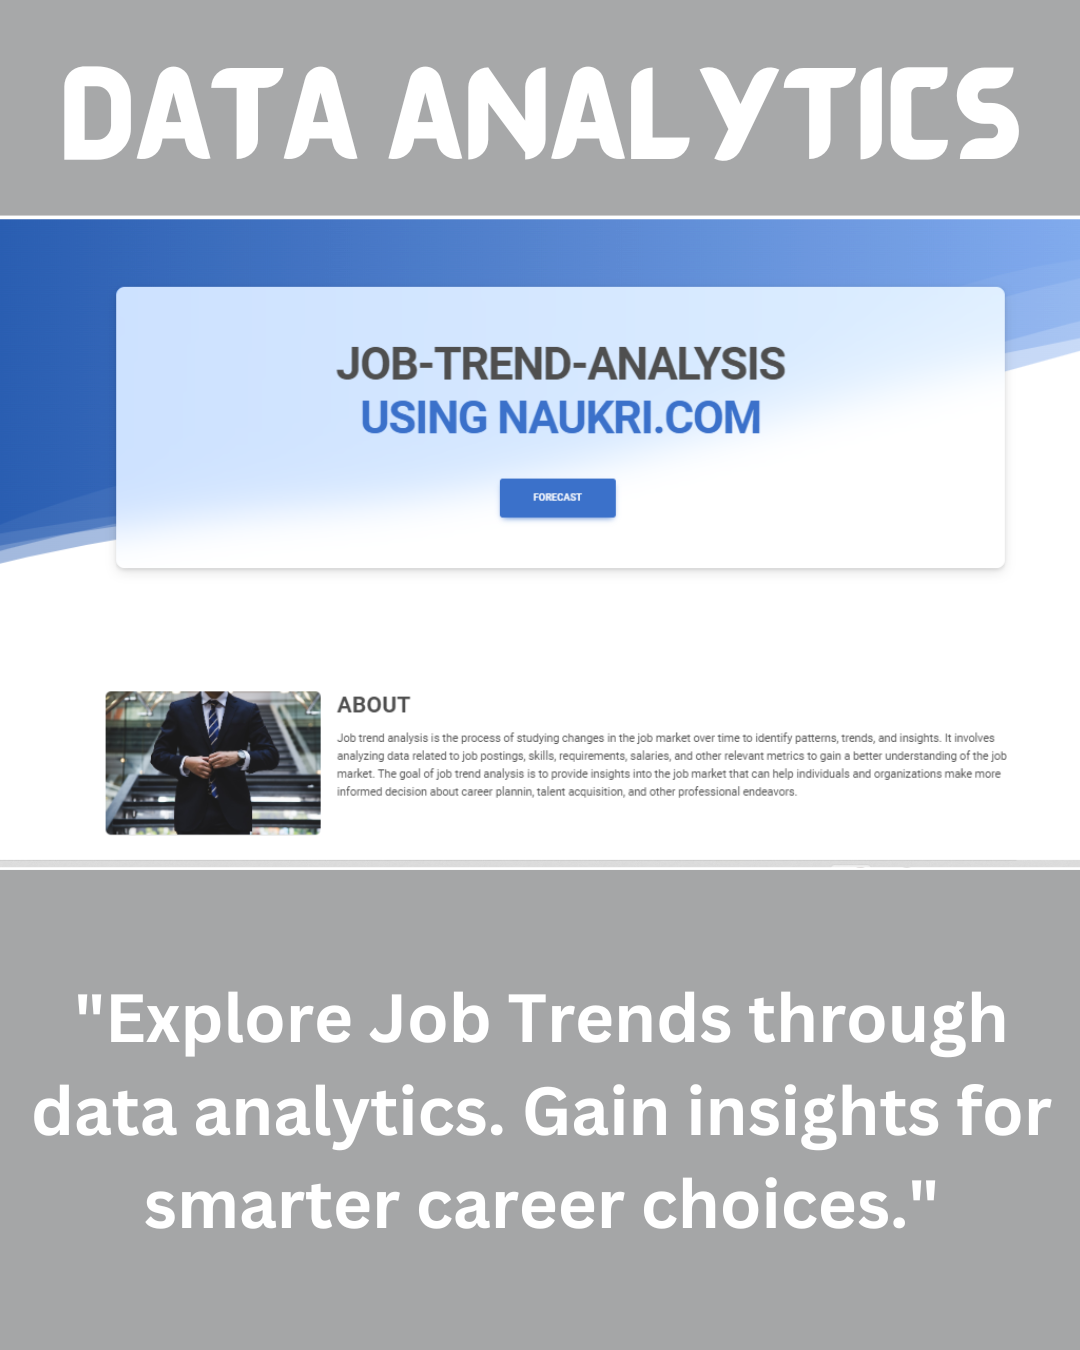 DATA ANALYTICS
JOB-TREND-ANALYSIS
USING NAUKRI.COM
FORECAST
ABOUT
Job trend analysis is the process of studying changes in the job market over time to identify patterns, trends, and insights. It involves
analyzing data related to job postings, skills, requirements, salaries, and other relevant metrics to gain a better understanding of the job
market. The goal of job trend analysis is to provide insights into the job market that can help individuals and organizations make more
informed decision about career plannin, talent acquisition, and other professional endeavors.
"Explore Job Trends through
data analytics. Gain insights for
smarter career choices."